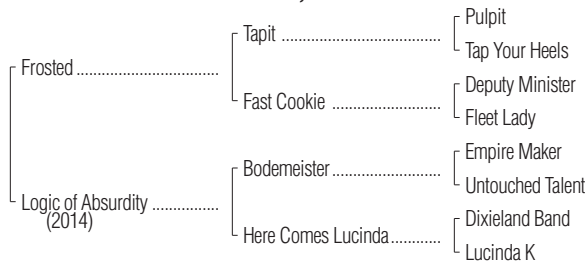 Pulpit
Tapit ........................................
Tap Your Heels
Frosted ....................................
Deputy Minister
Fast Cookie ...........................
Fleet Lady
Empire Maker
Bodemeister ...........................
Untouched Talent
Logic of Absurdity .................
(2014)
Dixieland Band
Here Comes Lucinda ............
Lucinda K